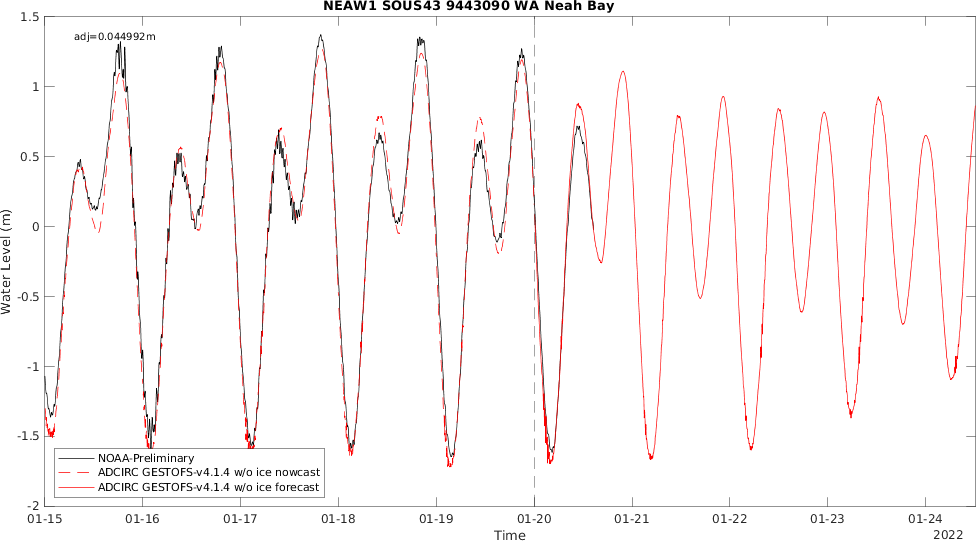 NEAW1 SOUS43 9443090 WA Neah Bay
adj=0.044992m
1.5
1
0.5
0
-0.5
-1
-1.5
-2
Water Level (m)
NOAA-Preliminary
ADCIRC GESTOFS-v4.1.4 w/o ice nowcast
ADCIRC GESTOFS-v4.1.4 w/o ice forecast
01-15 01-16 01-17 01-18 01-19 01-20 01-21 01-22 01-23 01-24
Time
2022